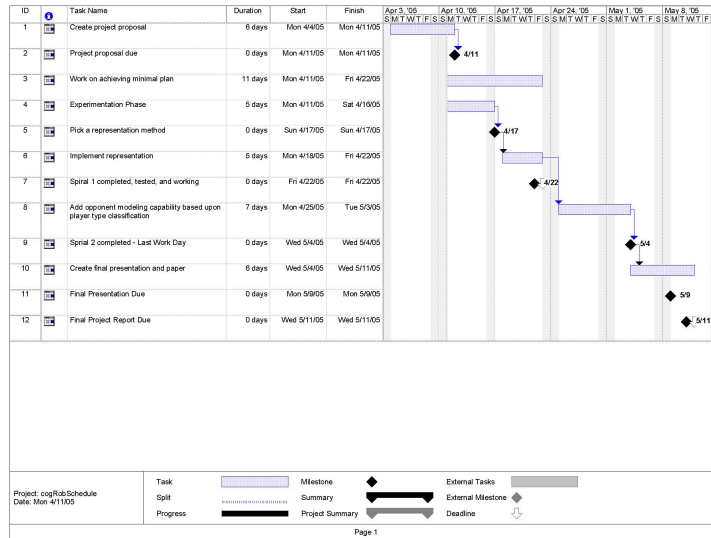 ID Task Name Duration Start Finish Apr 3, '05 Apr 10, '05 Apr 17, '05 Apr 24, '05 May 1, '05 May 8, '05
S M T W T F S S M T W T F S S M T W T F S S M T W T F S S M T W T F S S M T W T F
1 Create project proposal 6 days Mon 4/4/05 Mon 4/11/05
2 Project proposal due 0 days Mon 4/11/05 Mon 4/11/05 4/11
3 Work on achieving minimal plan 11 days Mon 4/11/05 Fri 4/22/05
4 Experimentation Phase 5 days Mon 4/11/05 Sat 4/16/05
5 Pick a representation method 0 days Sun 4/17/05 Sun 4/17/05 4/17
6 Implement representation 5 days Mon 4/18/05 Fri 4/22/05
7 Spiral 1 completed, tested, and working 0 days Fri 4/22/05 Fri 4/22/05 4/22
8 Add opponent modeling capability based upon 7 days Mon 4/25/05 Tue 5/3/05
player type classification
9 Sprial 2 completed - Last Work Day 0 days Wed 5/4/05 Wed 5/4/05 5/4
10 Create final presentation and paper 6 days Wed 5/4/05 Wed 5/11/05
11 Final Presentation Due 0 days Mon 5/9/05 Mon 5/9/05 5/9
12 Final Project Report Due 0 days Wed 5/11/05 Wed 5/11/05 5/11
Project: cogRobSchedule
Date: Mon 4/11/05
Task Milestone External Tasks
Split Summary External Milestone
Progress Project Summary Deadline
Page 1